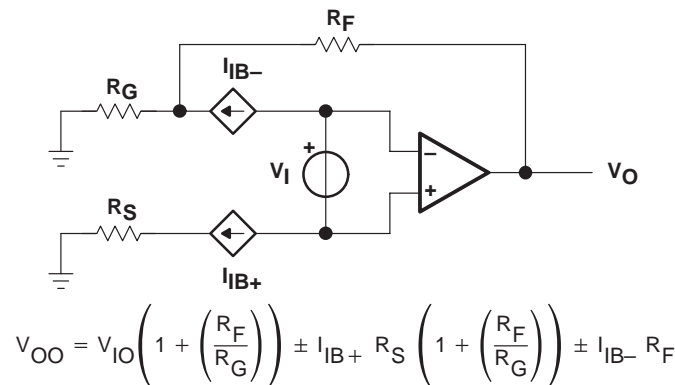 RF
IIB–
RG
+
VI
–
+
VO
RS
IIB+
VOO = VIO(1 + (RF/RG)) ± IIB+ RS (1 + (RF/RG)) ± IIB– RF